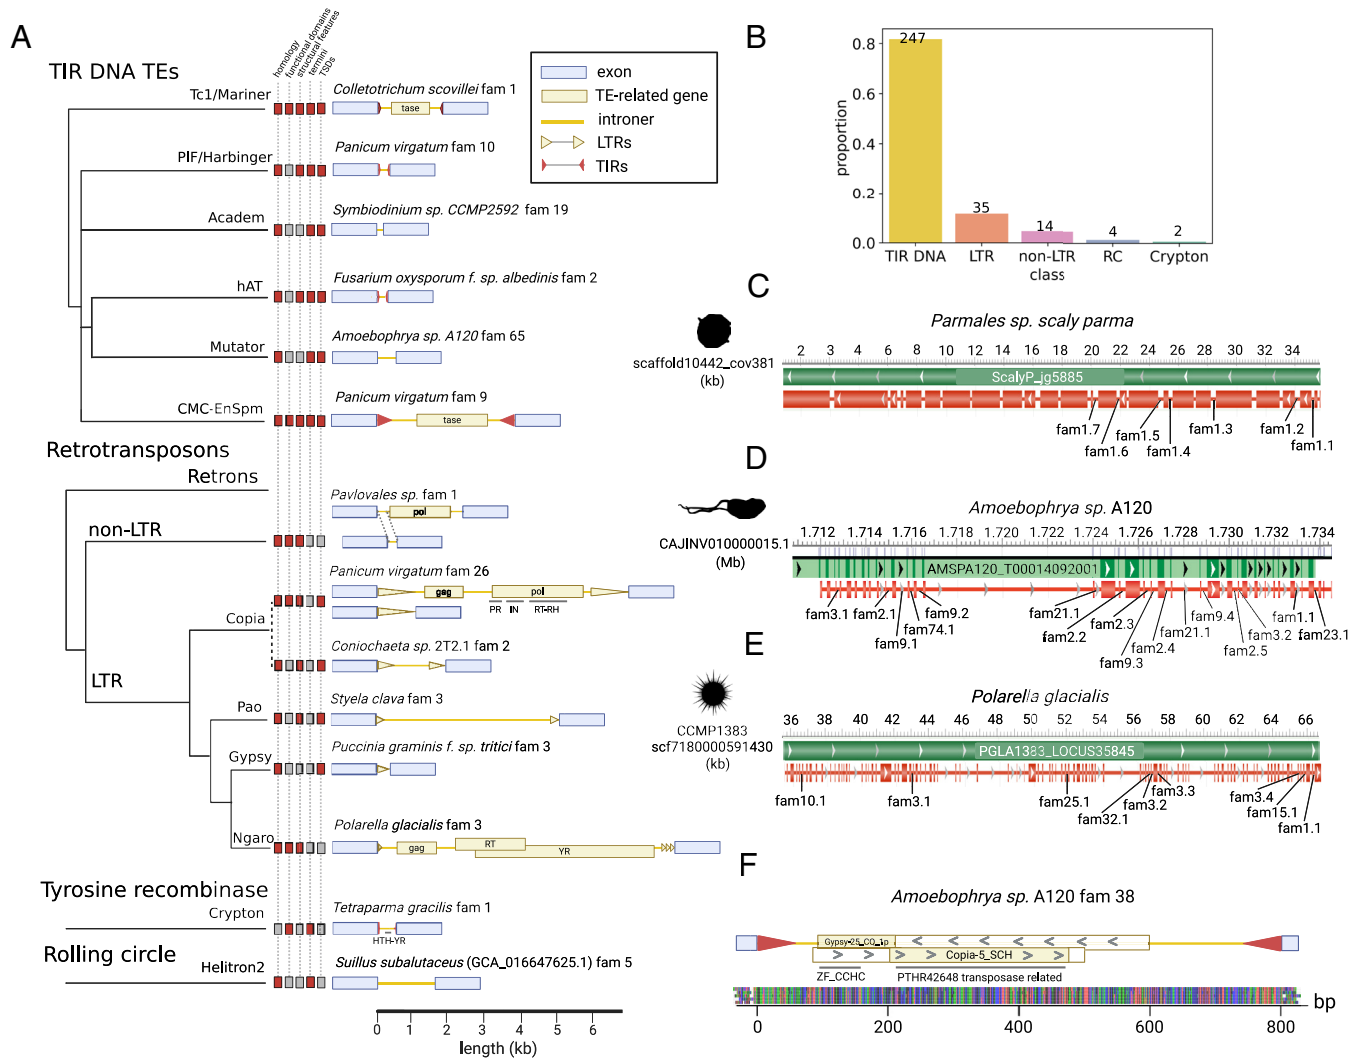 A
homology
functional domains
structural features
termini
TSDs
TIR DNA TEs
Tc1/Mariner
Colletotrichum scovillei fam 1
tase
PIF/Harbinger
Panicum virgatum fam 10
Academ
Symbiodinium sp. CCMP2592 fam 19
hAT
Fusarium oxysporum f. sp. albedinis fam 2
Mutator
Amoebophrya sp. A120 fam 65
CMC-EnSpm
Panicum virgatum fam 9
tase
exon
TE-related gene
introner
LTRs
TIRs
Retrotransposons
Retrons
non-LTR
Pavlovales sp. fam 1
pol
Panicum virgatum fam 26
gag
pol
PR IN RT-RH
Copia
Coniochaeta sp. 2T2.1 fam 2
LTR
Pao
Styela clava fam 3
Gypsy
Puccinia graminis f. sp. tritici fam 3
Ngaro
Polarella glacialis fam 3
gag
RT
YR
Tyrosine recombinase
Crypton
Tetraparma gracilis fam 1
HTH-YR
Rolling circle
Helitron2
Suillus subalutaceus (GCA_016647625.1) fam 5
0 1 2 3 4 5 6
length (kb)
B
proportion
0.8
0.6
0.4
0.2
0.0
247
35
14
4
2
TIR DNA LTR non-LTR RC Crypton
class
C
Parmales sp. scaly parma
scaffold10442_cov381
(kb)
2 4 6 8 10 12 14 16 18 20 22 24 26 28 30 32 34
ScalyP_jg5885
fam1.7
fam1.6
fam1.5
fam1.4
fam1.3
fam1.2
fam1.1
D
Amoebophrya sp. A120
CAJINV010000015.1
(Mb)
1.712 1.714 1.716 1.718 1.720 1.722 1.724 1.726 1.728 1.730 1.732 1.734
AMSPA120_T00014092001
fam3.1
fam2.1
fam9.1
fam74.1
fam9.2
fam21.1
fam2.2
fam2.3
fam9.3
fam2.4
fam21.1
fam9.4
fam2.5
fam3.2
fam1.1
fam23.1
E
Polarella glacialis
CCMP1383
scf7180000591430
(kb)
36 38 40 42 44 46 48 50 52 54 56 58 60 62 64 66
PGLA1383_LOCUS35845
fam10.1
fam3.1
fam25.1
fam32.1
fam3.2
fam3.3
fam3.4
fam15.1
fam1.1
F
Amoebophrya sp. A120 fam 38
Gypsy-25_CO_1p
Copia-5_SCH
ZF_CCHC
PTHR42648 transposase related
bp
0 200 400 600 800